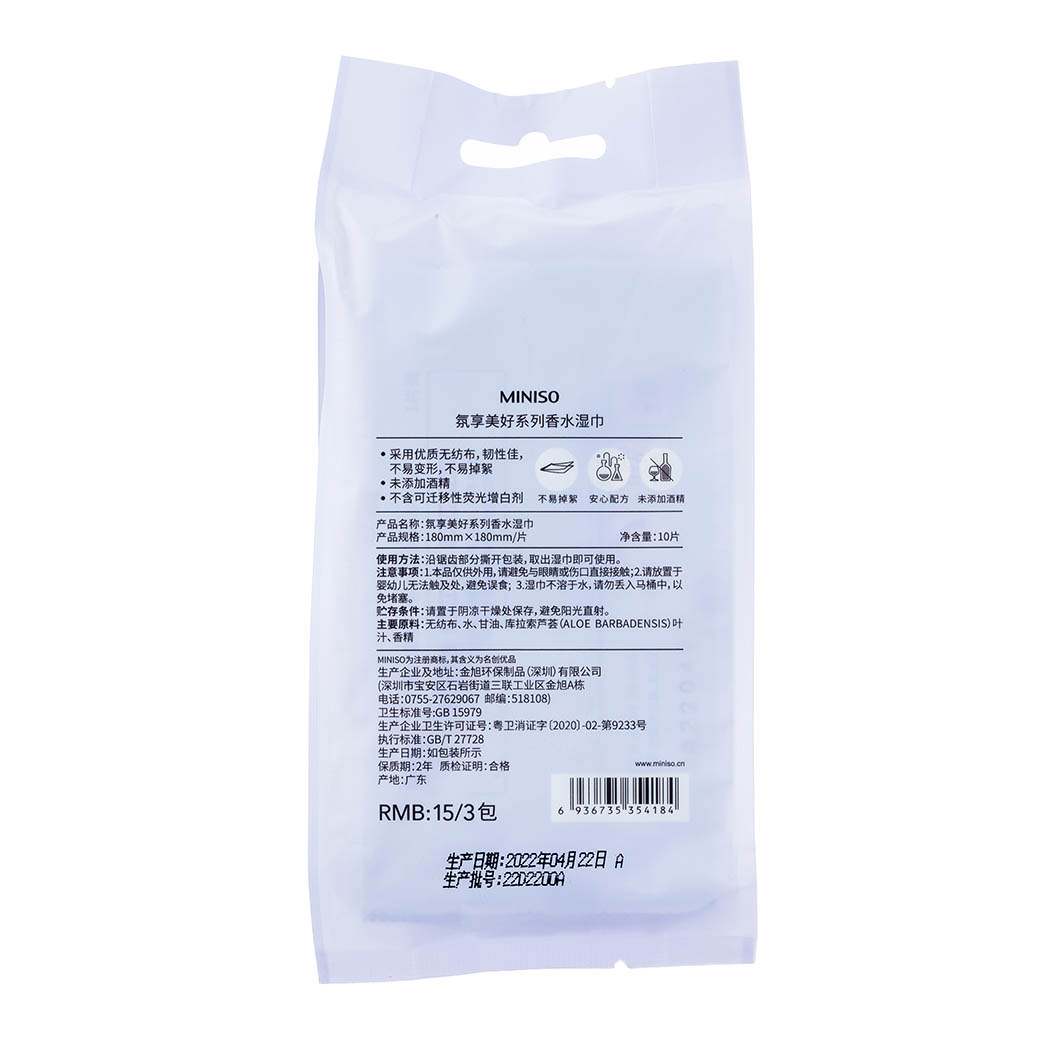 MINISO
氛享美好系列香水湿巾
• 采用优质无纺布，韧性佳，
不易变形，不易掉絮
• 未添加酒精
• 不含可迁移性荧光增白剂
不易掉絮 安心配方 未添加酒精
产品名称：氛享美好系列香水湿巾
产品规格：180mm×180mm/片 净含量：10片
使用方法：沿锯齿部分撕开包装，取出湿巾即可使用。
注意事项：1.本品仅供外用，请避免与眼睛或伤口直接接触；2.请放置于
婴幼儿无法触及处，避免误食；3.湿巾不溶于水，请勿丢入马桶中，以
免堵塞。
贮存条件：请置于阴凉干燥处保存，避免阳光直射。
主要原料：无纺布、水、甘油、库拉索芦荟（ALOE BARBADENSIS）叶
汁、香精
MINISO为注册商标，其含义为名创优品
生产企业及地址：金旭环保制品（深圳）有限公司
(深圳市宝安区石岩街道三联工业区金旭A栋
电话：0755-27629067 邮编：518108)
卫生标准号:GB 15979
生产企业卫生许可证号：粤卫消证字〔2020〕-02-第9233号
执行标准：GB/T 27728
生产日期：如包装所示
保质期：2年 质检证明：合格
产地：广东
www.miniso.cn
RMB:15/3包
6 936735 354184
生产日期:2022年04月22日 A
生产批号:22D2200A